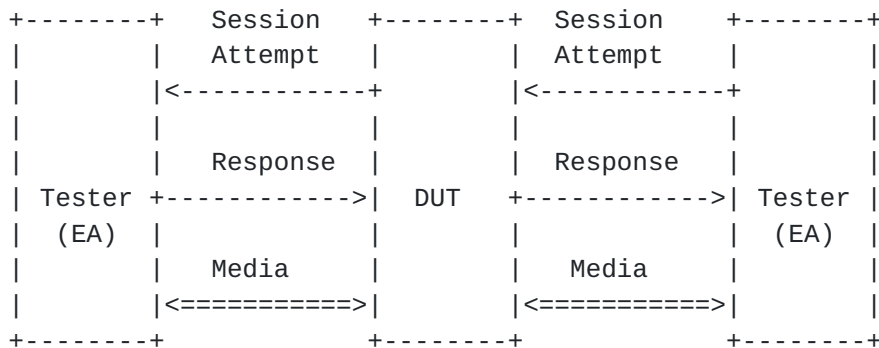 +--------+   Session   +--------+  Session    +--------+
|        |   Attempt   |        |  Attempt    |        |
|        |<------------+        |<------------+        |
|        |             |        |             |        |
|        |   Response  |        |  Response   |        |
| Tester +------------>|  DUT   +------------>| Tester |
|  (EA)  |             |        |             |  (EA)  |
|        |   Media     |        |   Media     |        |
|        |<===========>|        |<===========>|        |
+--------+             +--------+             +--------+